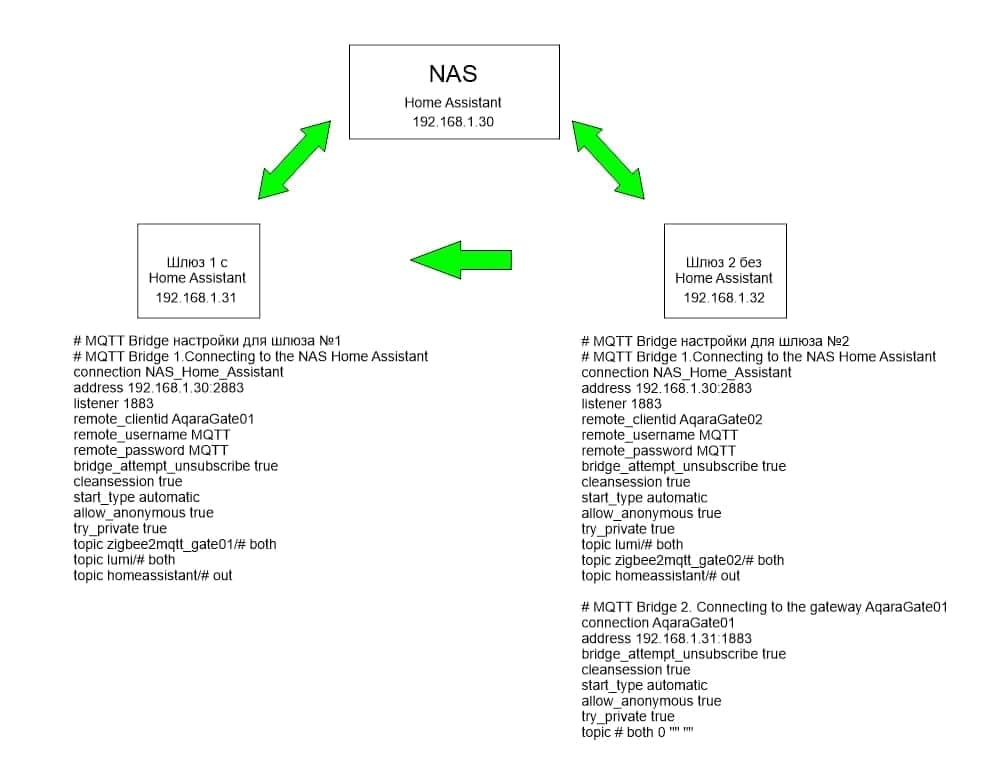 NAS
Home Assistant
192.168.1.30
Шлюз 1 с
Home Assistant
192.168.1.31
Шлюз 2 без
Home Assistant
192.168.1.32
# MQTT Bridge настройки для шлюза №1
# MQTT Bridge 1.Connecting to the NAS Home Assistant
connection NAS_Home_Assistant
address 192.168.1.30:2883
listener 1883
remote_clientid AqaraGate01
remote_username MQTT
remote_password MQTT
bridge_attempt_unsubscribe true
cleansession true
start_type automatic
allow_anonymous true
try_private true
topic zigbee2mqtt_gate01/# both
topic lumi/# both
topic homeassistant/# out
# MQTT Bridge настройки для шлюза №2
# MQTT Bridge 1.Connecting to the NAS Home Assistant
connection NAS_Home_Assistant
address 192.168.1.30:2883
listener 1883
remote_clientid AqaraGate02
remote_username MQTT
remote_password MQTT
bridge_attempt_unsubscribe true
cleansession true
start_type automatic
allow_anonymous true
try_private true
topic lumi/# both
topic zigbee2mqtt_gate02/# both
topic homeassistant/# out
# MQTT Bridge 2. Connecting to the gateway AqaraGate01
connection AqaraGate01
address 192.168.1.31:1883
bridge_attempt_unsubscribe true
cleansession true
start_type automatic
allow_anonymous true
try_private true
topic # both 0 "" ""